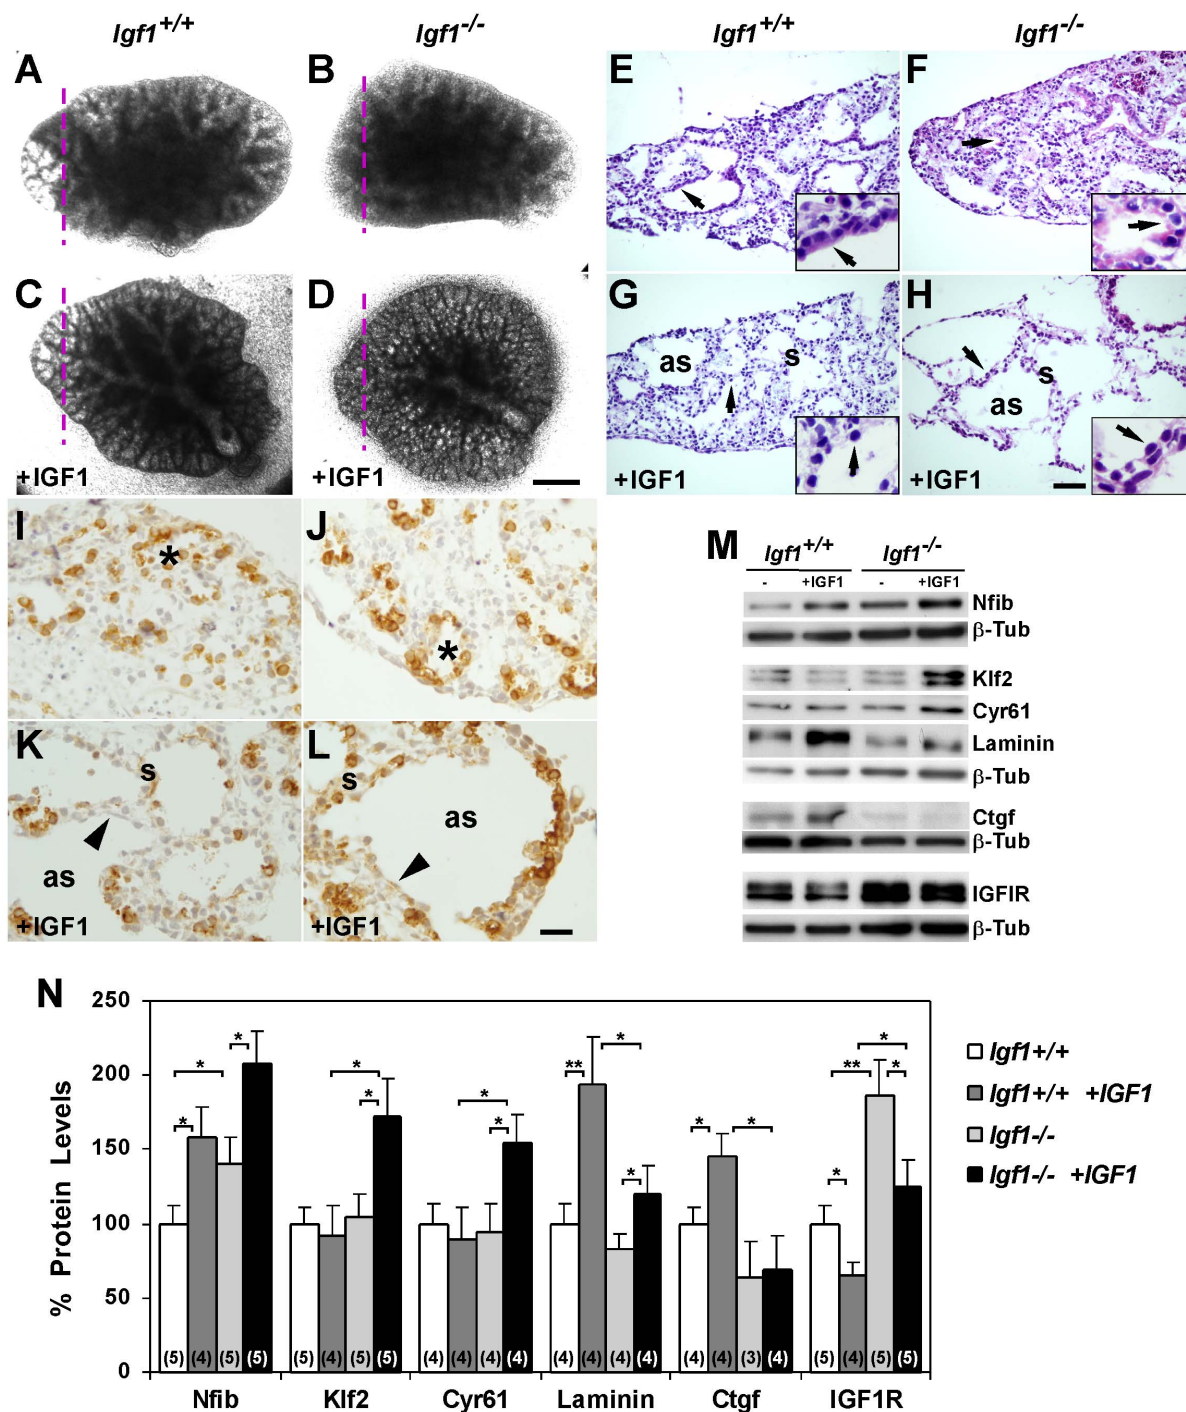 Igf1+/+ Igf1-/- Igf1+/+ Igf1-/-
A B E F
C D G H
as s s as
+IGF1 +IGF1 +IGF1 +IGF1
I J
* *
K L
s s
as as
+IGF1 +IGF1
M
Igf1+/+ Igf1-/-
- +IGF1 - +IGF1
Nfib
β-Tub
Klf2
Cyr61
Laminin
β-Tub
Ctgf
β-Tub
IGFIR
β-Tub
N
% Protein Levels
250
200
150
100
50
0
* * * * * * * ** * * * * ** * * *
(5) (4) (5) (5) (5) (4) (5) (5) (4) (4) (4) (4) (4) (4) (4) (4) (4) (4) (3) (4) (5) (4) (5) (5)
Nfib Klf2 Cyr61 Laminin Ctgf IGF1R
Igf1+/+
Igf1+/+ +IGF1
Igf1-/-
Igf1-/- +IGF1